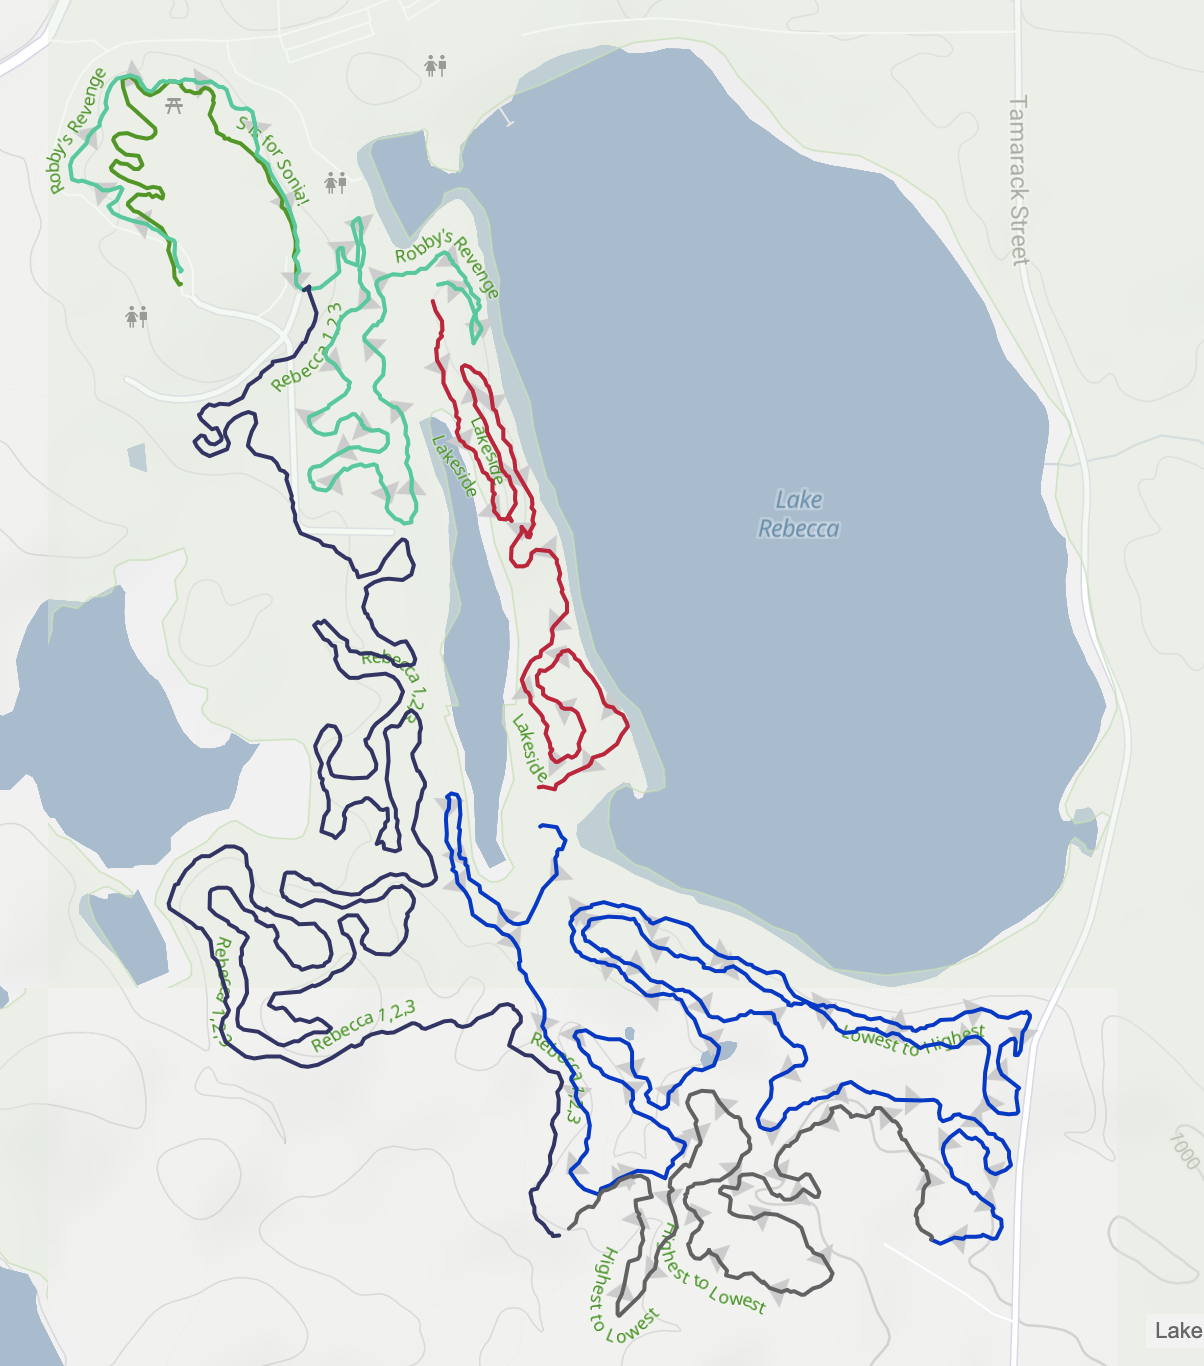 Robby's Revenge
S is for Sonia!
Tamarack Street
Robby's Revenge
Rebecca 1,2,3
Lakeside
Lakeside
Lake
Rebecca
Rebecca 1,2,3
Lakeside
Rebecca 1,2,3
Rebecca 1,2,3
Rebecca 1,2,3
Lowest to Highest
1000
Highest to Lowest
Highest to Lowest
Lake